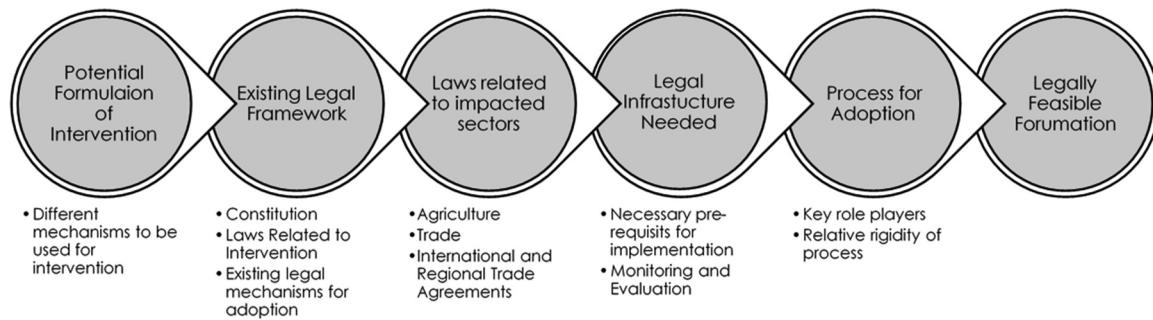 Potential
Formulaion
of
Intervention
Existing Legal
Framework
Laws related
to impacted
sectors
Legal
Infrastucture
Needed
Process for
Adoption
Legally
Feasible
Forumation
• Different
mechanisms to be
used for
intervention
• Constitution
• Laws Related to
Intervention
• Existing legal
mechanisms for
adoption
• Agriculture
• Trade
• International and
Regional Trade
Agreements
• Necessary pre-
requisits for
implementation
• Monitoring and
Evaluation
• Key role players
• Relative rigidity of
process